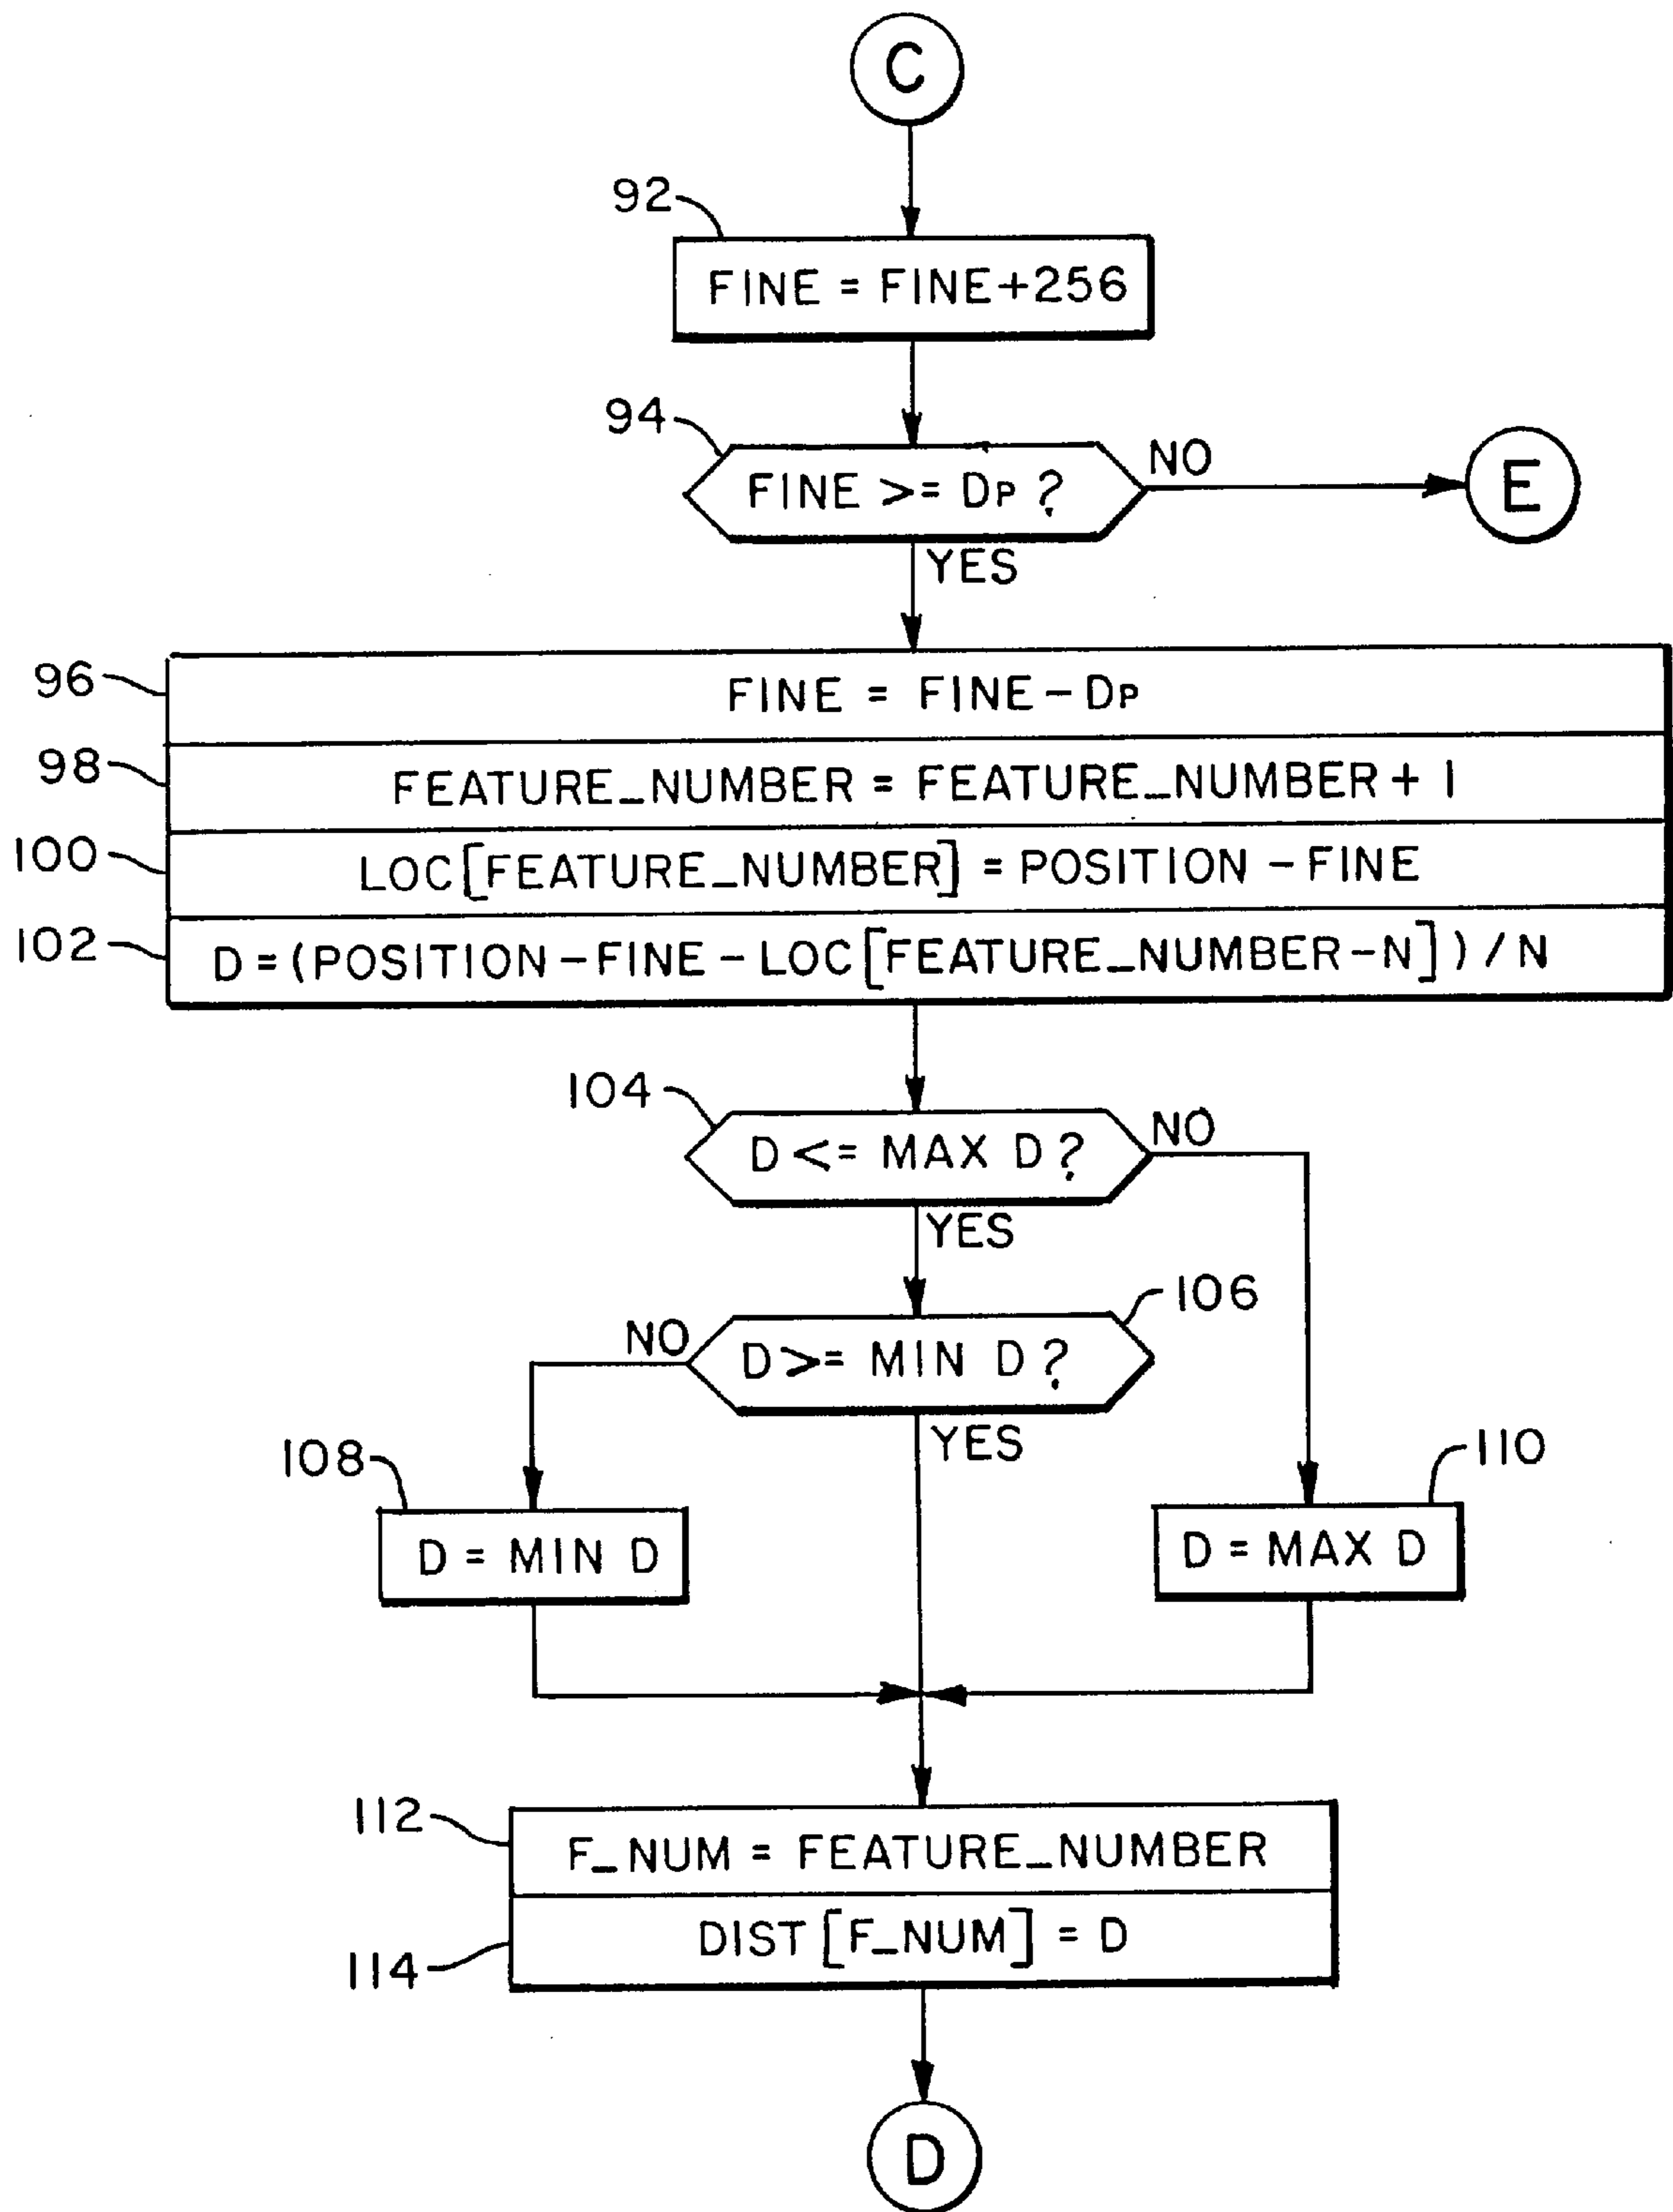 C
92
FINE = FINE+256
94
FINE >= DP ?
NO
E
YES
96
FINE = FINE-DP
98
FEATURE_NUMBER = FEATURE_NUMBER + 1
100
LOC[FEATURE_NUMBER] = POSITION - FINE
102
D = (POSITION - FINE - LOC[FEATURE_NUMBER - N]) / N
104
D <= MAX D ?
NO
YES
106
NO
D >= MIN D ?
YES
108
110
D = MIN D
D = MAX D
112
F_NUM = FEATURE_NUMBER
DIST [F_NUM] = D
114
D